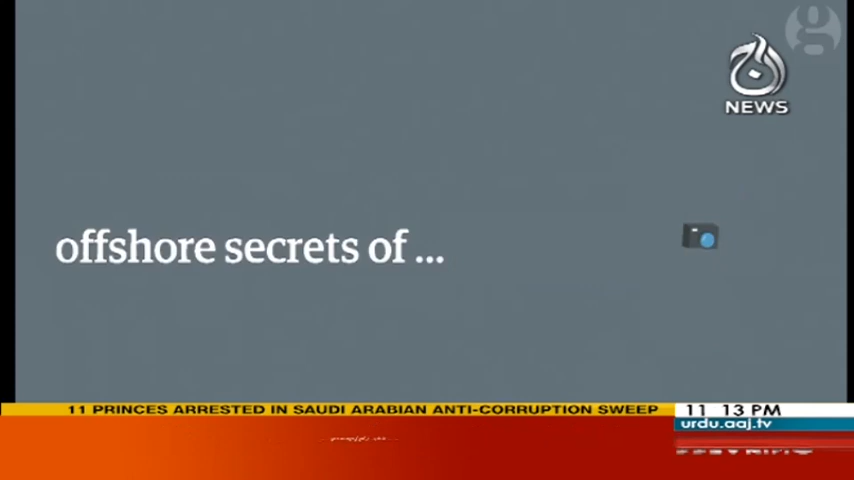 NEWS
offshore secrets of ...
11 PRINCES ARRESTED IN SAUDI ARABIAN ANTI-CORRUPTION SWEEP
11 13 PM
urdu.aaj.tv